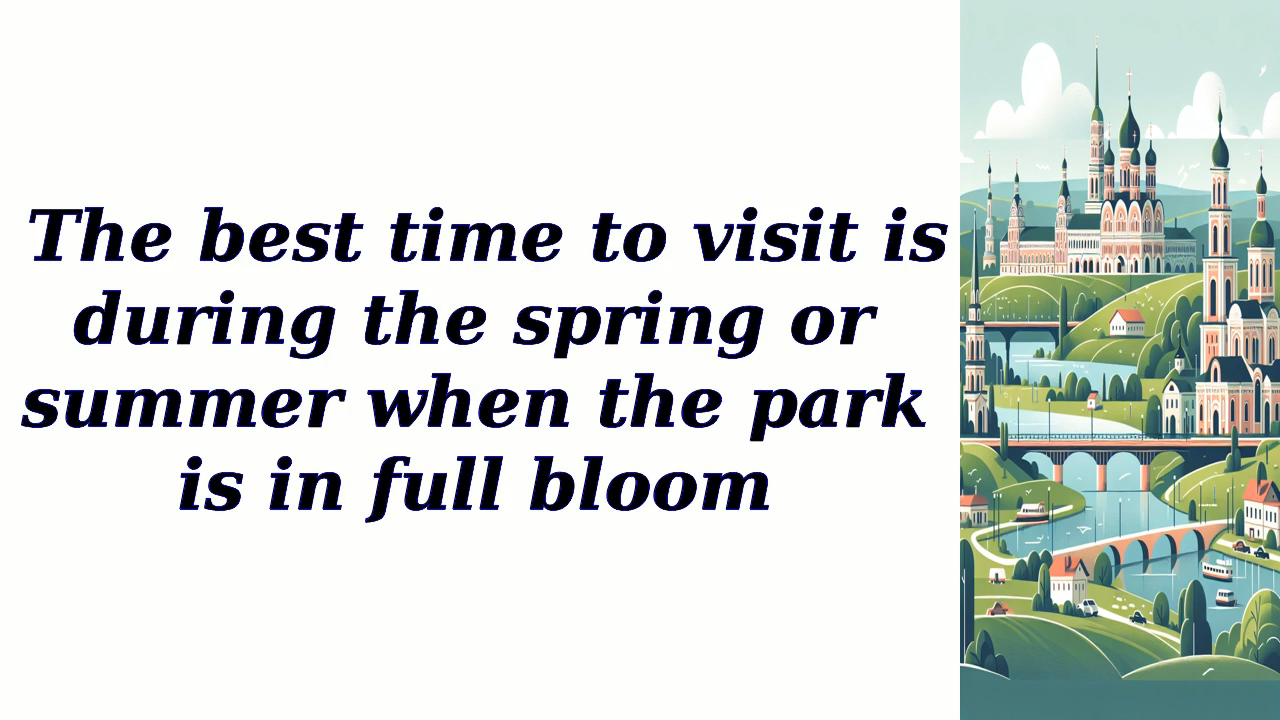 The best time to visit is
during the spring or
summer when the park
is in full bloom